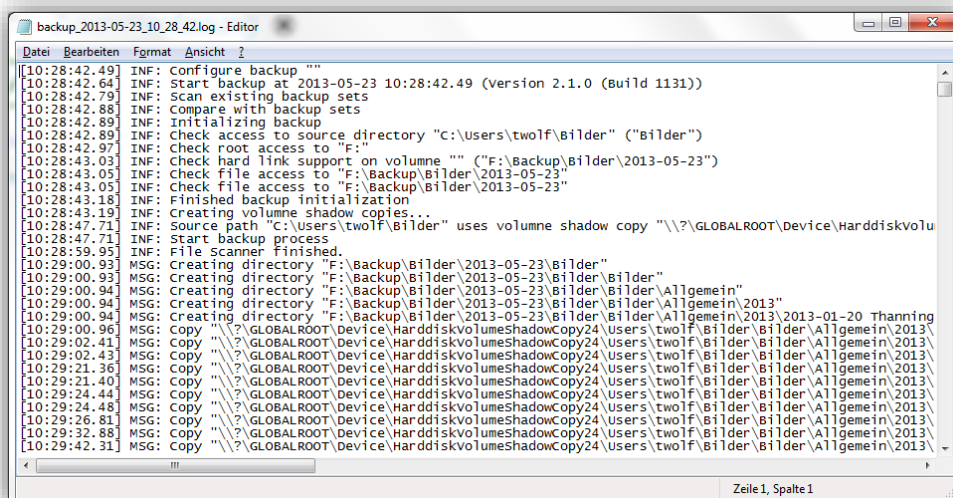 backup_2013-05-23_10_28_42.log - Editor
Datei Bearbeiten Format Ansicht ?
[10:28:42.49] INF: Configure backup ""
[10:28:42.64] INF: Start backup at 2013-05-23 10:28:42.49 (Version 2.1.0 (Build 1131))
[10:28:42.79] INF: Scan existing backup sets
[10:28:42.88] INF: Compare with backup sets
[10:28:42.89] INF: Initializing backup
[10:28:42.89] INF: Check access to source directory "C:\Users\twolf\Bilder" ("Bilder")
[10:28:42.97] INF: Check root access to "F:"
[10:28:43.03] INF: Check hard link support on volumne "" ("F:\Backup\Bilder\2013-05-23")
[10:28:43.05] INF: Check file access to "F:\Backup\Bilder\2013-05-23"
[10:28:43.05] INF: Check file access to "F:\Backup\Bilder\2013-05-23"
[10:28:43.18] INF: Finished backup initialization
[10:28:43.19] INF: Creating volumne shadow copies...
[10:28:47.71] INF: Source path "C:\Users\twolf\Bilder" uses volumne shadow copy "\\?\GLOBALROOT\Device\HarddiskVolu
[10:28:47.71] INF: Start backup process
[10:28:59.95] INF: File Scanner finished.
[10:29:00.93] MSG: Creating directory "F:\Backup\Bilder\2013-05-23\Bilder"
[10:29:00.93] MSG: Creating directory "F:\Backup\Bilder\2013-05-23\Bilder\Bilder"
[10:29:00.94] MSG: Creating directory "F:\Backup\Bilder\2013-05-23\Bilder\Bilder\Allgemein"
[10:29:00.94] MSG: Creating directory "F:\Backup\Bilder\2013-05-23\Bilder\Bilder\Allgemein\2013"
[10:29:00.94] MSG: Creating directory "F:\Backup\Bilder\2013-05-23\Bilder\Bilder\Allgemein\2013\2013-01-20 Thanning
[10:29:00.96] MSG: Copy "\\?\GLOBALROOT\Device\HarddiskVolumeShadowCopy24\Users\twolf\Bilder\Bilder\Allgemein\2013\
[10:29:02.41] MSG: Copy "\\?\GLOBALROOT\Device\HarddiskVolumeShadowCopy24\Users\twolf\Bilder\Bilder\Allgemein\2013\
[10:29:02.43] MSG: Copy "\\?\GLOBALROOT\Device\HarddiskVolumeShadowCopy24\Users\twolf\Bilder\Bilder\Allgemein\2013\
[10:29:21.36] MSG: Copy "\\?\GLOBALROOT\Device\HarddiskVolumeShadowCopy24\Users\twolf\Bilder\Bilder\Allgemein\2013\
[10:29:21.40] MSG: Copy "\\?\GLOBALROOT\Device\HarddiskVolumeShadowCopy24\Users\twolf\Bilder\Bilder\Allgemein\2013\
[10:29:24.44] MSG: Copy "\\?\GLOBALROOT\Device\HarddiskVolumeShadowCopy24\Users\twolf\Bilder\Bilder\Allgemein\2013\
[10:29:24.48] MSG: Copy "\\?\GLOBALROOT\Device\HarddiskVolumeShadowCopy24\Users\twolf\Bilder\Bilder\Allgemein\2013\
[10:29:26.81] MSG: Copy "\\?\GLOBALROOT\Device\HarddiskVolumeShadowCopy24\Users\twolf\Bilder\Bilder\Allgemein\2013\
[10:29:32.88] MSG: Copy "\\?\GLOBALROOT\Device\HarddiskVolumeShadowCopy24\Users\twolf\Bilder\Bilder\Allgemein\2013\
[10:29:42.31] MSG: Copy "\\?\GLOBALROOT\Device\HarddiskVolumeShadowCopy24\Users\twolf\Bilder\Bilder\Allgemein\2013\
Zeile 1, Spalte 1